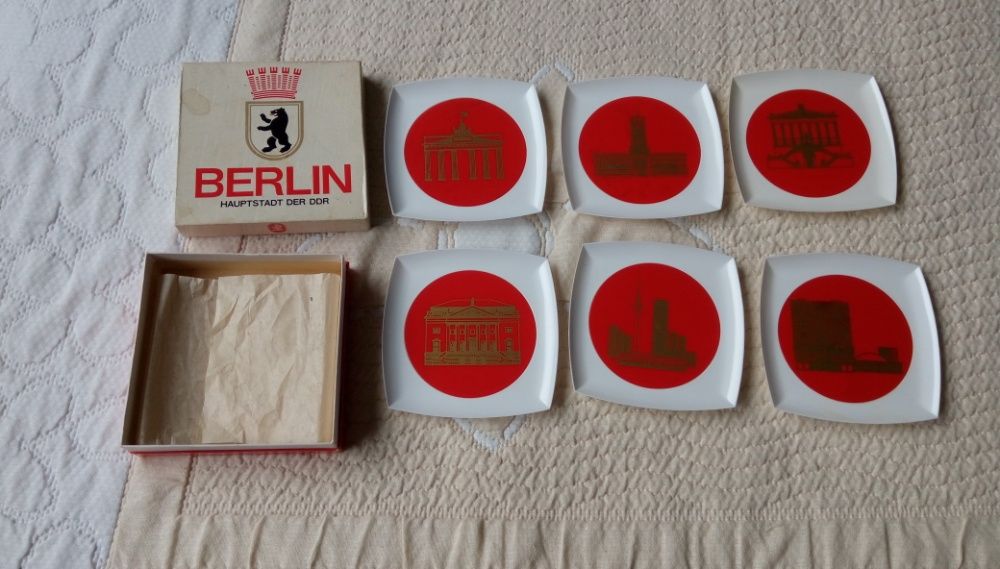 BERLIN
HAUPTSTADT DER DDR